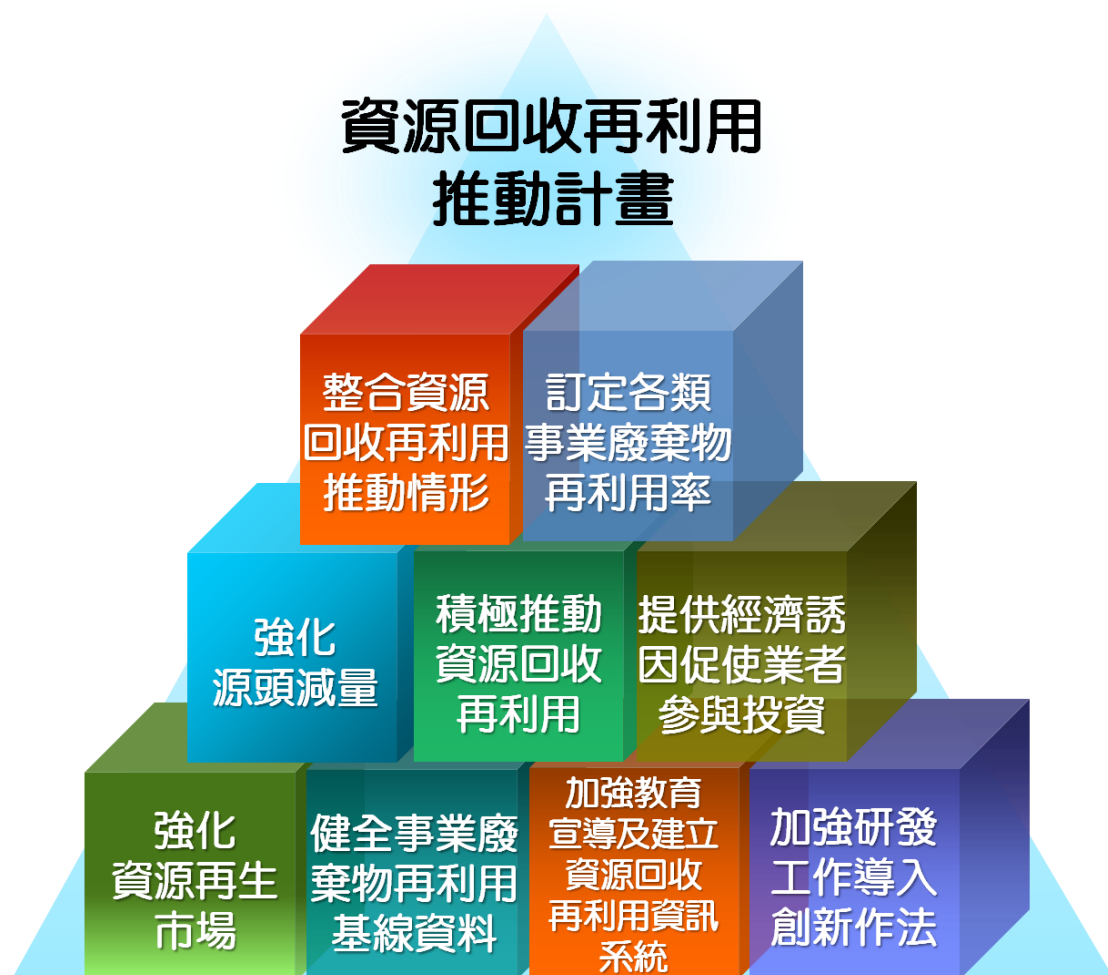 資源回收再利用
推動計畫
整合資源
回收再利用
推動情形
訂定各類
事業廢棄物
再利用率
強化
源頭減量
積極推動
資源回收
再利用
提供經濟誘
因促使業者
參與投資
強化
資源再生
市場
健全事業廢
棄物再利用
基線資料
加強教育
宣導及建立
資源回收
再利用資訊
系統
加強研發
工作導入
創新作法